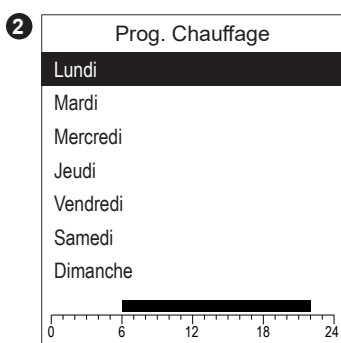 2
Prog. Chauffage
Lundi
Mardi
Mercredi
Jeudi
Vendredi
Samedi
Dimanche
0 6 12 18 24